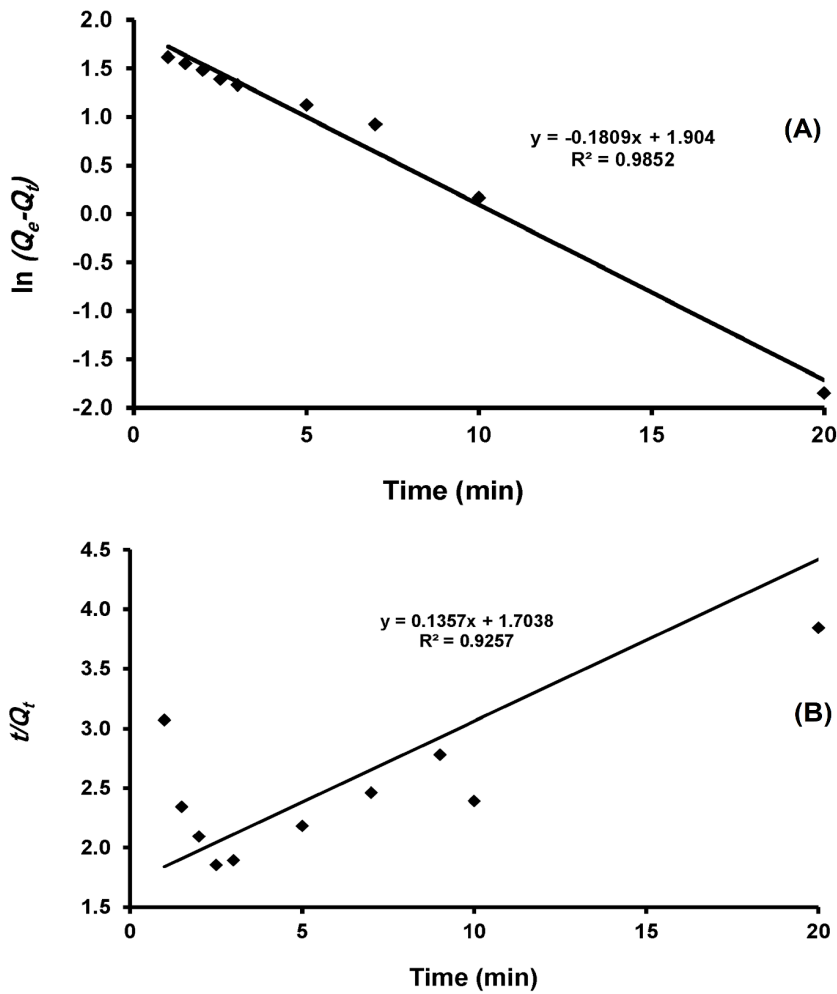 2.0
1.5
1.0
0.5
0.0
-0.5
-1.0
-1.5
-2.0
ln (Qe-Qt)
y = -0.1809x + 1.904
R² = 0.9852
(A)
0 5 10 15 20
Time (min)
4.5
4.0
3.5
3.0
2.5
2.0
1.5
t/Qt
y = 0.1357x + 1.7038
R² = 0.9257
(B)
0 5 10 15 20
Time (min)